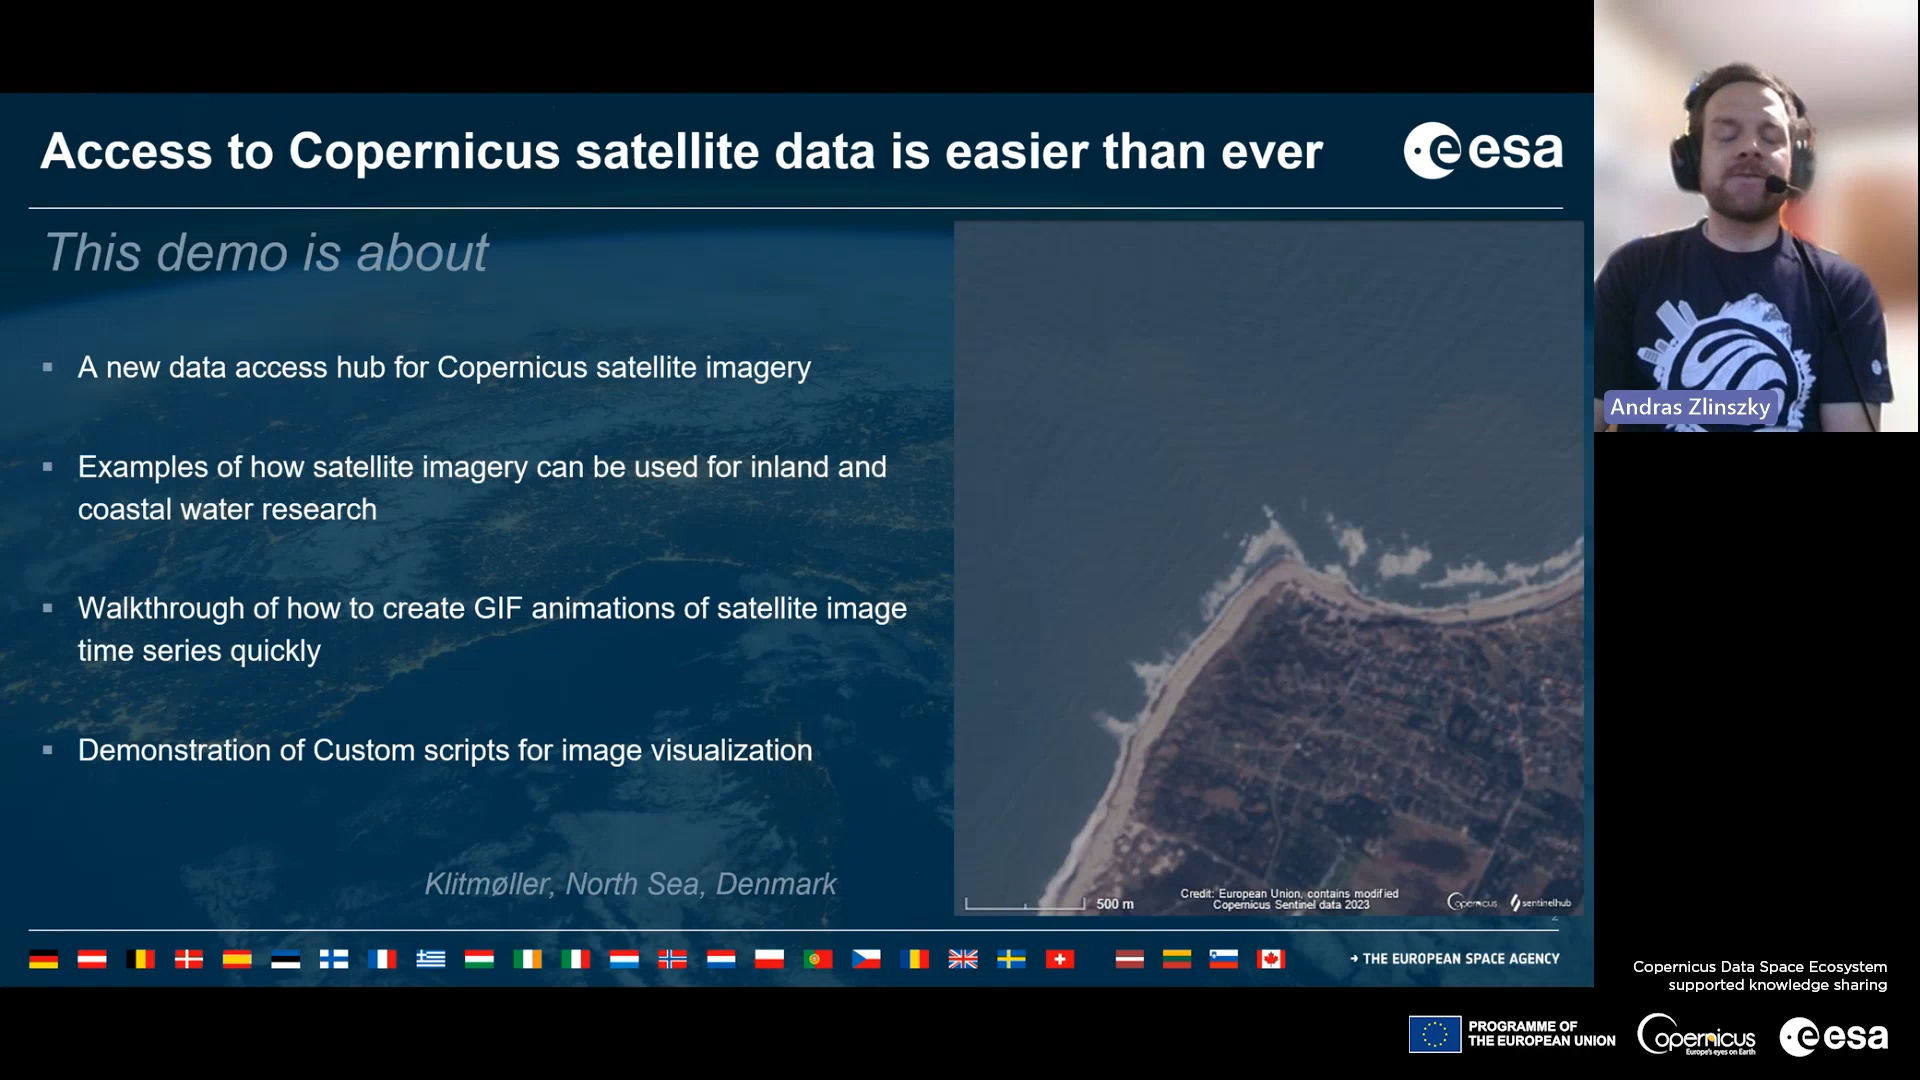 Access to Copernicus satellite data is easier than ever
esa
This demo is about
A new data access hub for Copernicus satellite imagery
Examples of how satellite imagery can be used for inland and
coastal water research
Walkthrough of how to create GIF animations of satellite image
time series quickly
Demonstration of Custom scripts for image visualization
Klitmøller, North Sea, Denmark
500 m
Credit: European Union, contains modified
Copernicus Sentinel data 2023
Copernicus
sentinelhub
2
→ THE EUROPEAN SPACE AGENCY
Andras Zlinszky
Copernicus Data Space Ecosystem
supported knowledge sharing
PROGRAMME OF
THE EUROPEAN UNION
Copernicus
Europe's eyes on Earth
esa